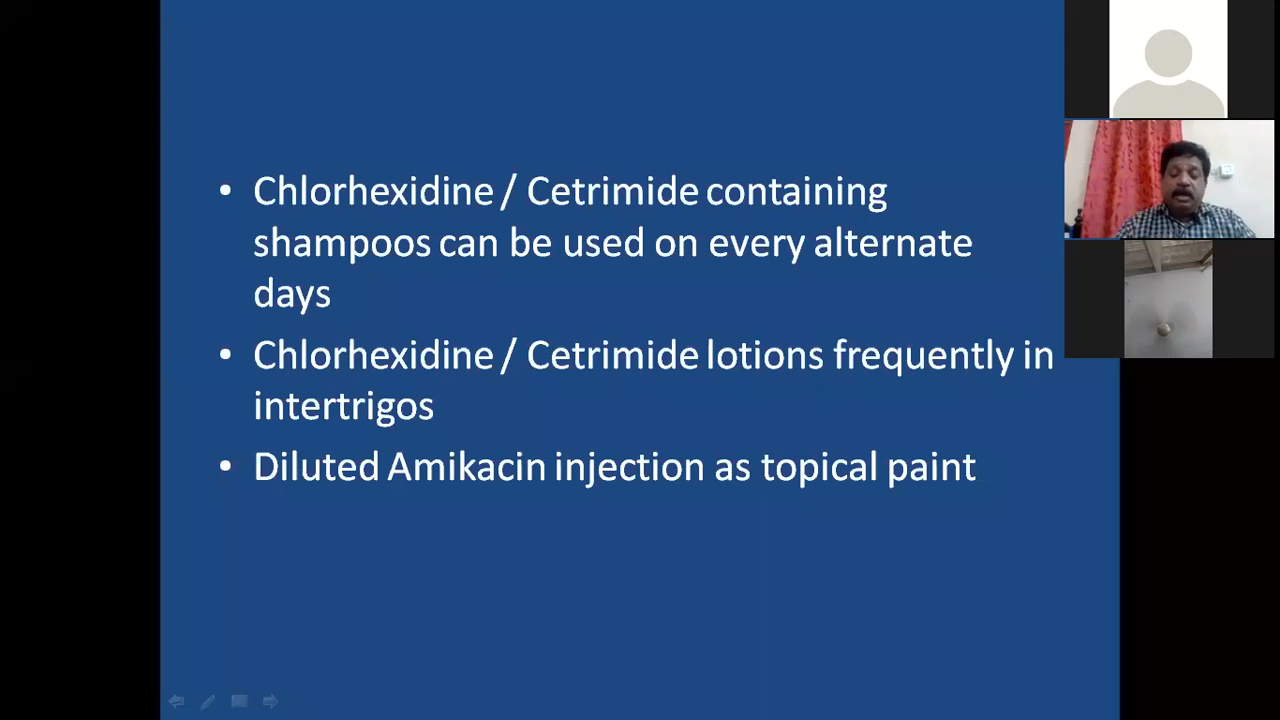 • Chlorhexidine / Cetrimide containing
shampoos can be used on every alternate
days
• Chlorhexidine / Cetrimide lotions frequently in
intertrigos
• Diluted Amikacin injection as topical paint